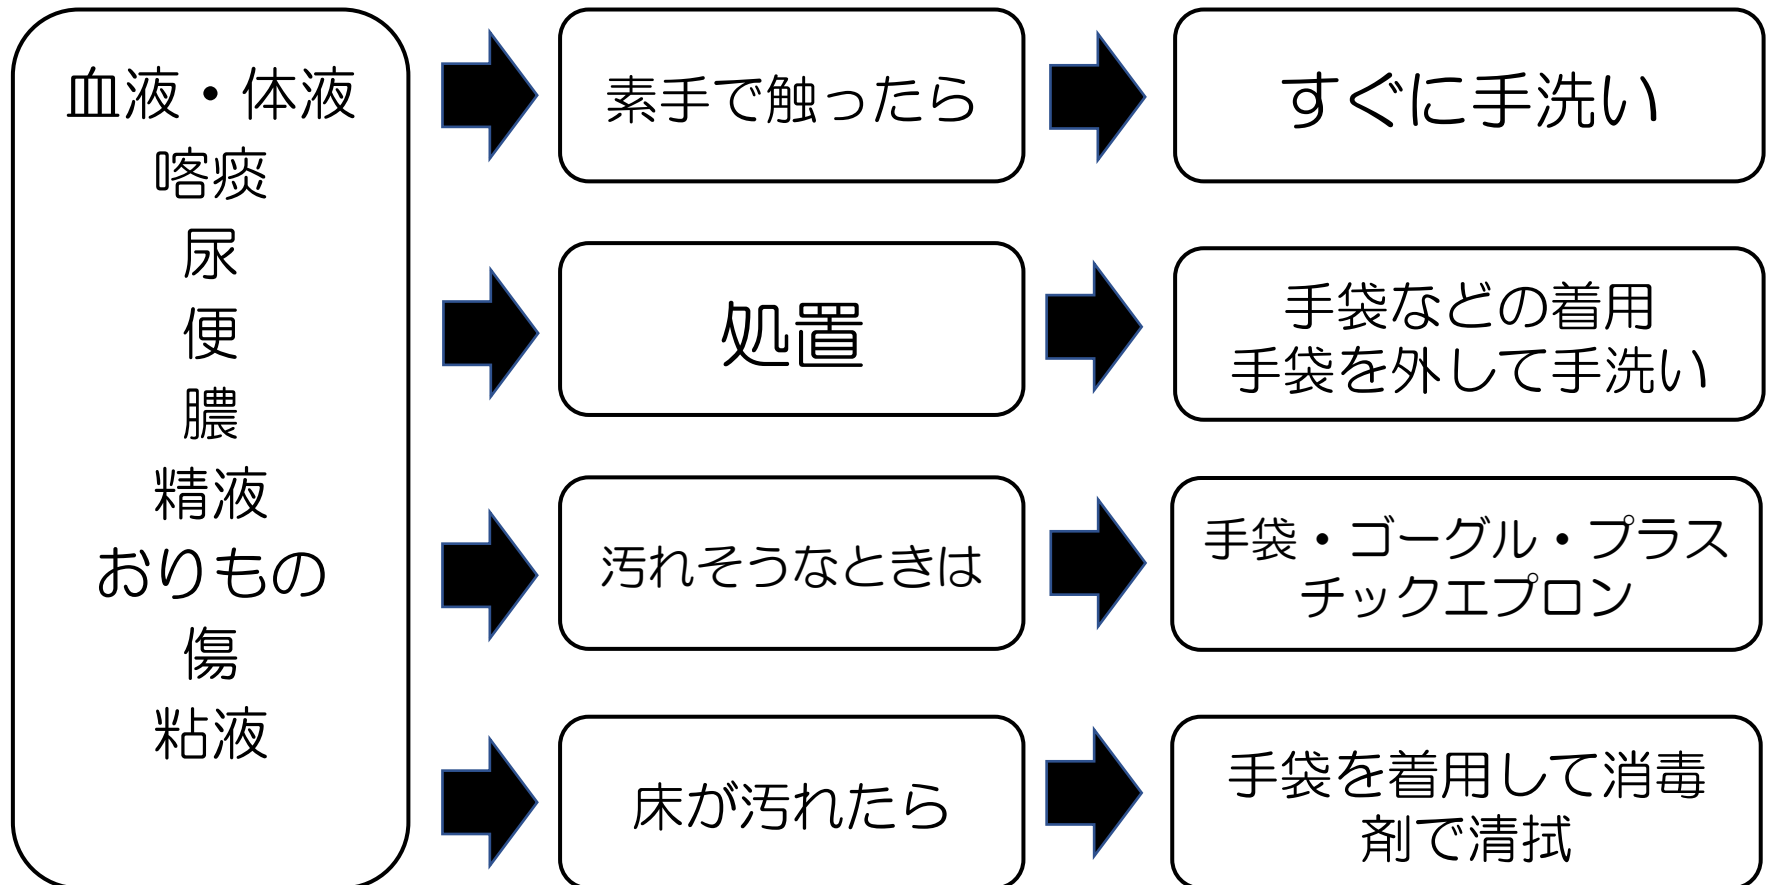 血液・体液
喀痰
尿
便
膿
精液
おりもの
傷
粘液
素手で触ったら
すぐに手洗い
処置
手袋などの着用
手袋を外して手洗い
汚れそうなときは
手袋・ゴーグル・プラス
チックエプロン
床が汚れたら
手袋を着用して消毒
剤で清拭